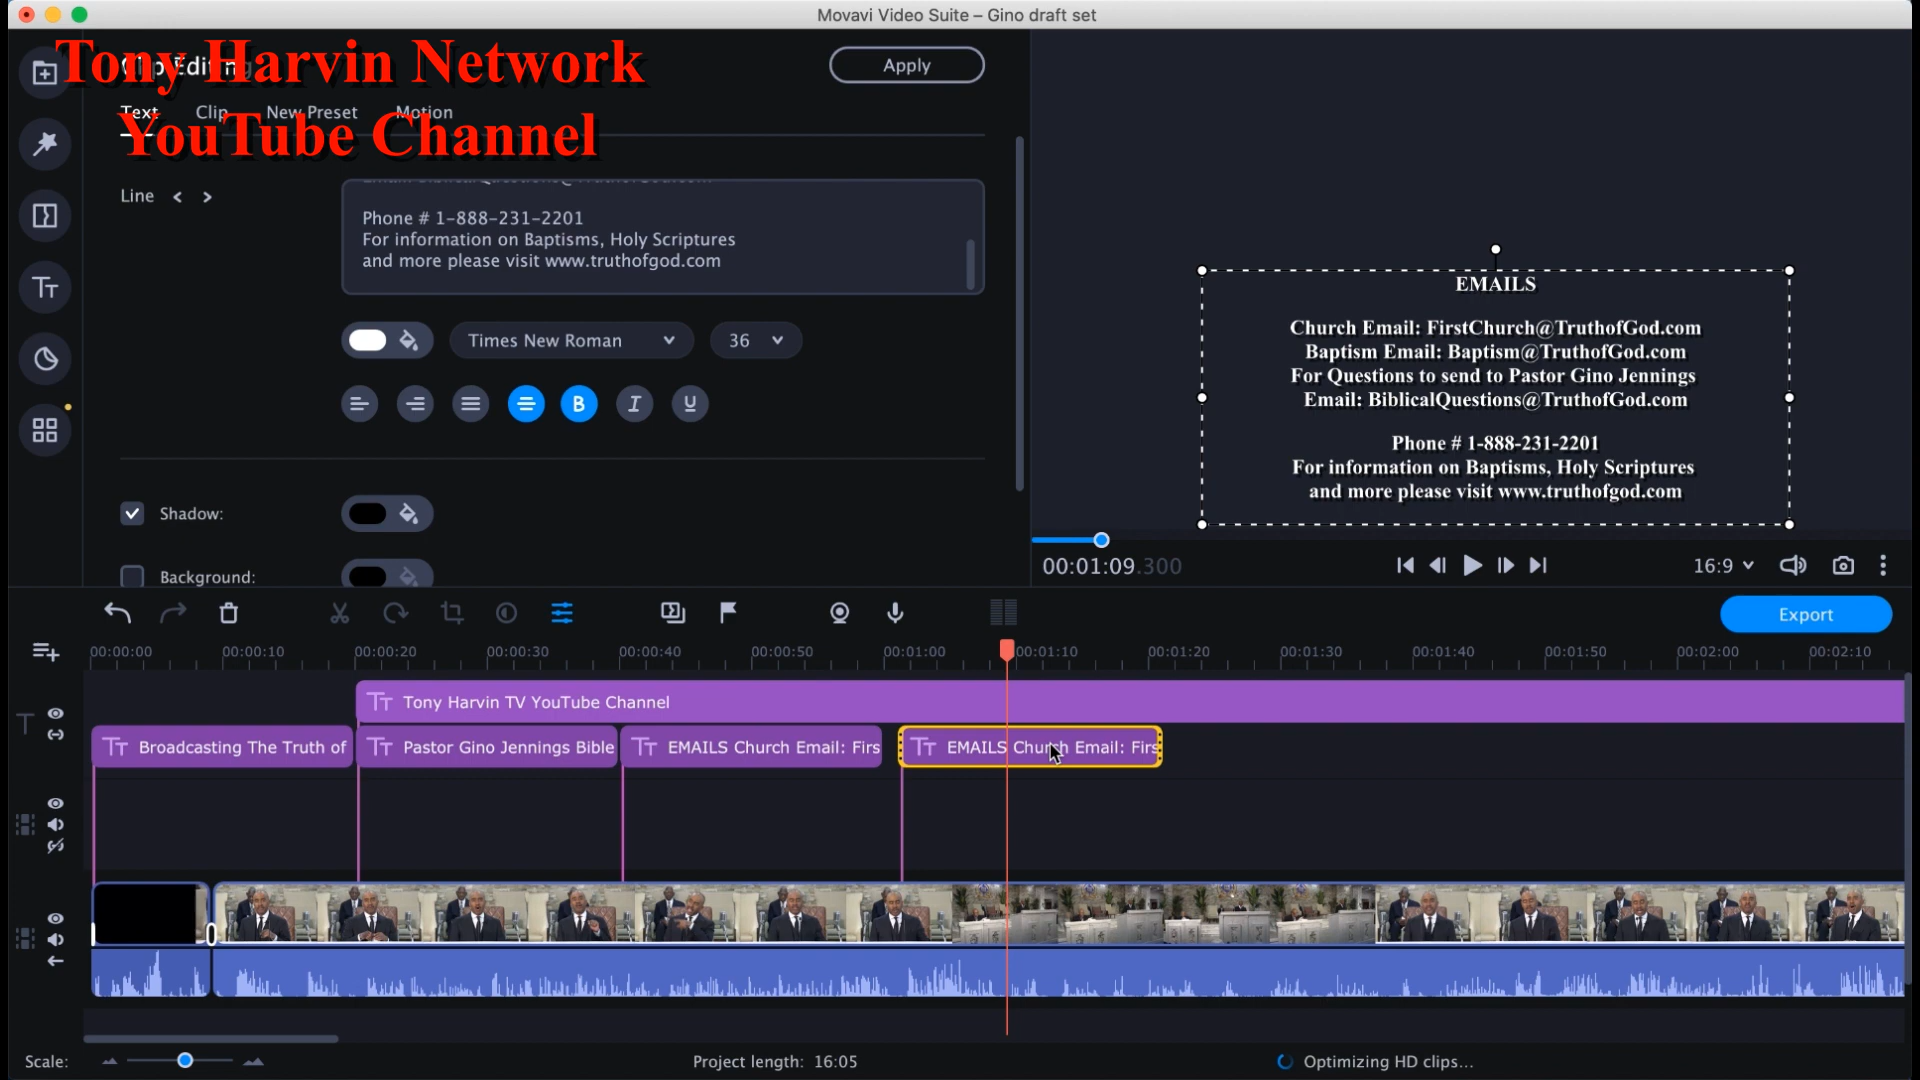 Movavi Video Suite – Gino draft set
Tony Harvin Network
YouTube Channel
Clip Editing
Apply
Text Clip New Preset Motion
Line
Phone # 1-888-231-2201
For information on Baptisms, Holy Scriptures
and more please visit www.truthofgod.com
Times New Roman
36
B I U
Shadow:
Background:
EMAILS
Church Email: FirstChurch@TruthofGod.com
Baptism Email: Baptism@TruthofGod.com
For Questions to send to Pastor Gino Jennings
Email: BiblicalQuestions@TruthofGod.com
Phone # 1-888-231-2201
For information on Baptisms, Holy Scriptures
and more please visit www.truthofgod.com
00:01:09.300
16:9
Export
00:00:00 00:00:10 00:00:20 00:00:30 00:00:40 00:00:50 00:01:00 00:01:10 00:01:20 00:01:30 00:01:40 00:01:50 00:02:00 00:02:10
Tony Harvin TV YouTube Channel
Broadcasting The Truth of
Pastor Gino Jennings Bible
EMAILS Church Email: Firs
EMAILS Church Email: Firs
Scale:
Project length: 16:05
Optimizing HD clips...